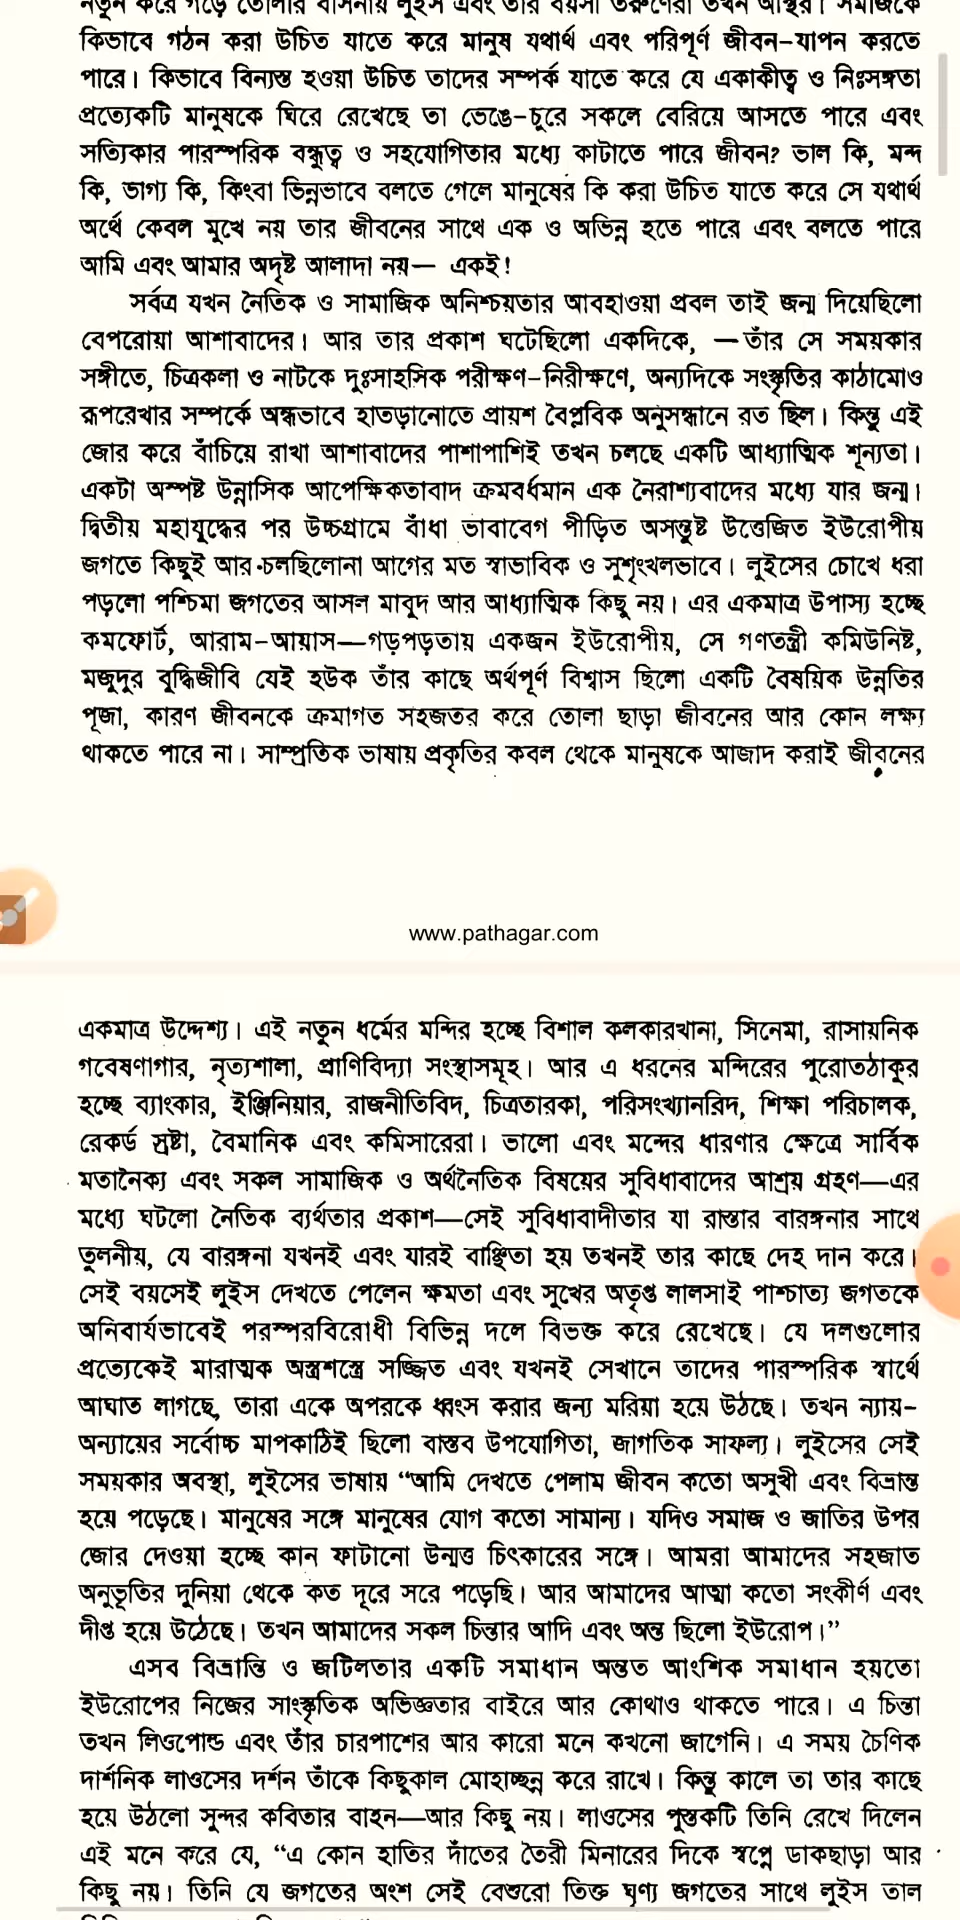 নতুন করে গড়ে তোলার বাসনায় লুইস এবং তার বয়সী তরুণেরা তখন অস্থির। সমাজকে
কিভাবে গঠন করা উচিত যাতে করে মানুষ যথার্থ এবং পরিপূর্ণ জীবন-যাপন করতে
পারে। কিভাবে বিন্যস্ত হওয়া উচিত তাদের সম্পর্ক যাতে করে যে একাকীত্ব ও নিঃসঙ্গতা
প্রত্যেকটি মানুষকে ঘিরে রেখেছে তা ভেঙে-চুরে সকলে বেরিয়ে আসতে পারে এবং
সত্যিকার পারস্পরিক বন্ধুত্ব ও সহযোগিতার মধ্যে কাটাতে পারে জীবন? ভাল কি, মন্দ
কি, ভাগ্য কি, কিংবা ভিন্নভাবে বলতে গেলে মানুষের কি করা উচিত যাতে করে সে যথার্থ
অর্থে কেবল মুখে নয় তার জীবনের সাথে এক ও অভিন্ন হতে পারে এবং বলতে পারে
আমি এবং আমার অদৃষ্ট আলাদা নয়— একই!
সর্বত্র যখন নৈতিক ও সামাজিক অনিশ্চয়তার আবহাওয়া প্রবল তাই জন্ম দিয়েছিলো
বেপরোয়া আশাবাদের। আর তার প্রকাশ ঘটেছিলো একদিকে, —তাঁর সে সময়কার
সঙ্গীতে, চিত্রকলা ও নাটকে দুঃসাহসিক পরীক্ষণ-নিরীক্ষণে, অন্যদিকে সংস্কৃতির কাঠামোও
রূপরেখার সম্পর্কে অন্ধভাবে হাতড়ানোতে প্রায়শ বৈপ্লবিক অনুসন্ধানে রত ছিল। কিন্তু এই
জোর করে বাঁচিয়ে রাখা আশাবাদের পাশাপাশিই তখন চলছে একটি আধ্যাত্মিক শূন্যতা।
একটা অস্পষ্ট উন্নাসিক আপেক্ষিকতাবাদ ক্রমবর্ধমান এক নৈরাশ্যবাদের মধ্যে যার জন্ম।
দ্বিতীয় মহাযুদ্ধের পর উচ্চগ্রামে বাঁধা ভাবাবেগ পীড়িত অসন্তুষ্ট উত্তেজিত ইউরোপীয়
জগতে কিছুই আর চলছিলোনা আগের মত স্বাভাবিক ও সুশৃংখলভাবে। লুইসের চোখে ধরা
পড়লো পশ্চিমা জগতের আসল মাবুদ আর আধ্যাত্মিক কিছু নয়। এর একমাত্র উপাস্য হচ্ছে
কমফোর্ট, আরাম-আয়াস—গড়পড়তায় একজন ইউরোপীয়, সে গণতন্ত্রী কমিউনিষ্ট,
মজুদুর বুদ্ধিজীবি যেই হউক তাঁর কাছে অর্থপূর্ণ বিশ্বাস ছিলো একটি বৈষয়িক উন্নতির
পূজা, কারণ জীবনকে ক্রমাগত সহজতর করে তোলা ছাড়া জীবনের আর কোন লক্ষ্য
থাকতে পারে না। সাম্প্রতিক ভাষায় প্রকৃতির কবল থেকে মানুষকে আজাদ করাই জীবনের
www.pathagar.com
একমাত্র উদ্দেশ্য। এই নতুন ধর্মের মন্দির হচ্ছে বিশাল কলকারখানা, সিনেমা, রাসায়নিক
গবেষণাগার, নৃত্যশালা, প্রাণিবিদ্যা সংস্থাসমূহ। আর এ ধরনের মন্দিরের পুরোতঠাকুর
হচ্ছে ব্যাংকার, ইঞ্জিনিয়ার, রাজনীতিবিদ, চিত্রতারকা, পরিসংখ্যানরিদ, শিক্ষা পরিচালক,
রেকর্ড স্রষ্টা, বৈমানিক এবং কমিসারেরা। ভালো এবং মন্দের ধারণার ক্ষেত্রে সার্বিক
মতানৈক্য এবং সকল সামাজিক ও অর্থনৈতিক বিষয়ের সুবিধাবাদের আশ্রয় গ্রহণ—এর
মধ্যে ঘটলো নৈতিক ব্যর্থতার প্রকাশ—সেই সুবিধাবাদীতার যা রাস্তার বারঙ্গনার সাথে
তুলনীয়, যে বারঙ্গনা যখনই এবং যারই বাঞ্ছিতা হয় তখনই তার কাছে দেহ দান করে।
সেই বয়সেই লুইস দেখতে পেলেন ক্ষমতা এবং সুখের অতৃপ্ত লালসাই পাশ্চাত্য জগতকে
অনিবার্যভাবেই পরস্পরবিরোধী বিভিন্ন দলে বিভক্ত করে রেখেছে। যে দলগুলোর
প্রত্যেকেই মারাত্মক অস্ত্রশস্ত্রে সজ্জিত এবং যখনই সেখানে তাদের পারস্পরিক স্বার্থে
আঘাত লাগছে, তারা একে অপরকে ধ্বংস করার জন্য মরিয়া হয়ে উঠছে। তখন ন্যায়-
অন্যায়ের সর্বোচ্চ মাপকাঠিই ছিলো বাস্তব উপযোগিতা, জাগতিক সাফল্য। লুইসের সেই
সময়কার অবস্থা, লুইসের ভাষায় “আমি দেখতে পেলাম জীবন কতো অসুখী এবং বিভ্রান্ত
হয়ে পড়েছে। মানুষের সঙ্গে মানুষের যোগ কতো সামান্য। যদিও সমাজ ও জাতির উপর
জোর দেওয়া হচ্ছে কান ফাটানো উন্মত্ত চিৎকারের সঙ্গে। আমরা আমাদের সহজাত
অনুভূতির দুনিয়া থেকে কত দূরে সরে পড়েছি। আর আমাদের আত্মা কতো সংকীর্ণ এবং
দীপ্ত হয়ে উঠেছে। তখন আমাদের সকল চিন্তার আদি এবং অন্ত ছিলো ইউরোপ।”
এসব বিভ্রান্তি ও জটিলতার একটি সমাধান অন্তত আংশিক সমাধান হয়তো
ইউরোপের নিজের সাংস্কৃতিক অভিজ্ঞতার বাইরে আর কোথাও থাকতে পারে। এ চিন্তা
তখন লিওপোল্ড এবং তাঁর চারপাশের আর কারো মনে কখনো জাগেনি। এ সময় চৈণিক
দার্শনিক লাওসের দর্শন তাঁকে কিছুকাল মোহাচ্ছন্ন করে রাখে। কিন্তু কালে তা তার কাছে
হয়ে উঠলো সুন্দর কবিতার বাহন—আর কিছু নয়। লাওসের পুস্তকটি তিনি রেখে দিলেন
এই মনে করে যে, “এ কোন হাতির দাঁতের তৈরী মিনারের দিকে স্বপ্নে ডাকছাড়া আর
কিছু নয়। তিনি যে জগতের অংশ সেই বেশুরো তিক্ত ঘৃণ্য জগতের সাথে লুইস তাল